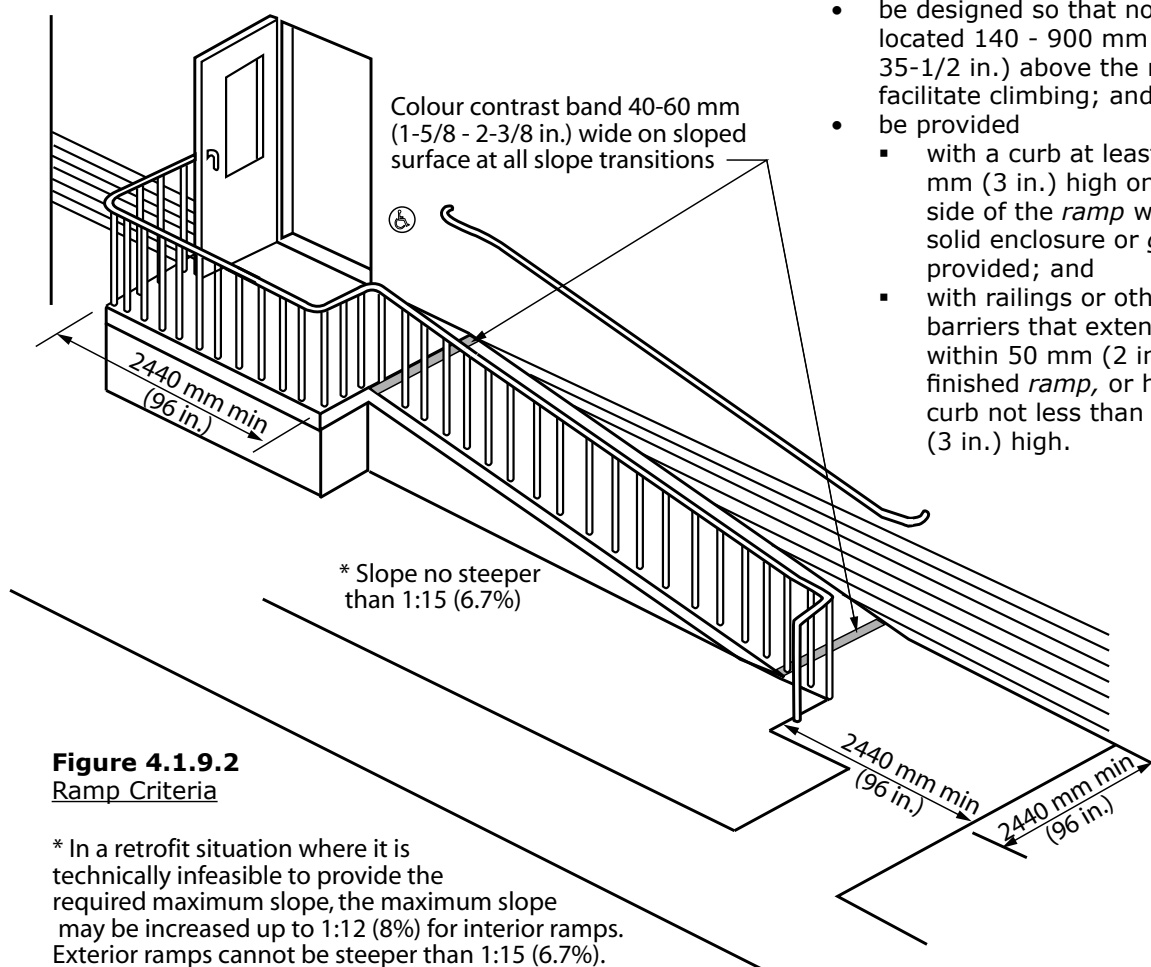 • be designed so that no
located 140 - 900 mm
35-1/2 in.) above the
facilitate climbing; and
• be provided
▪ with a curb at least
mm (3 in.) high on
side of the ramp
solid enclosure or
provided; and
▪ with railings or
barriers that
within 50 mm (2
finished ramp, or
curb not less than
(3 in.) high.
Colour contrast band 40-60 mm
(1-5/8 - 2-3/8 in.) wide on sloped
surface at all slope transitions
2440 mm min
(96 in.)
* Slope no steeper
than 1:15 (6.7%)
2440 mm min
(96 in.)
2440 mm min
(96 in.)
Figure 4.1.9.2
Ramp Criteria
* In a retrofit situation where it is
technically infeasible to provide the
required maximum slope, the maximum slope
may be increased up to 1:12 (8%) for interior ramps.
Exterior ramps cannot be steeper than 1:15 (6.7%).